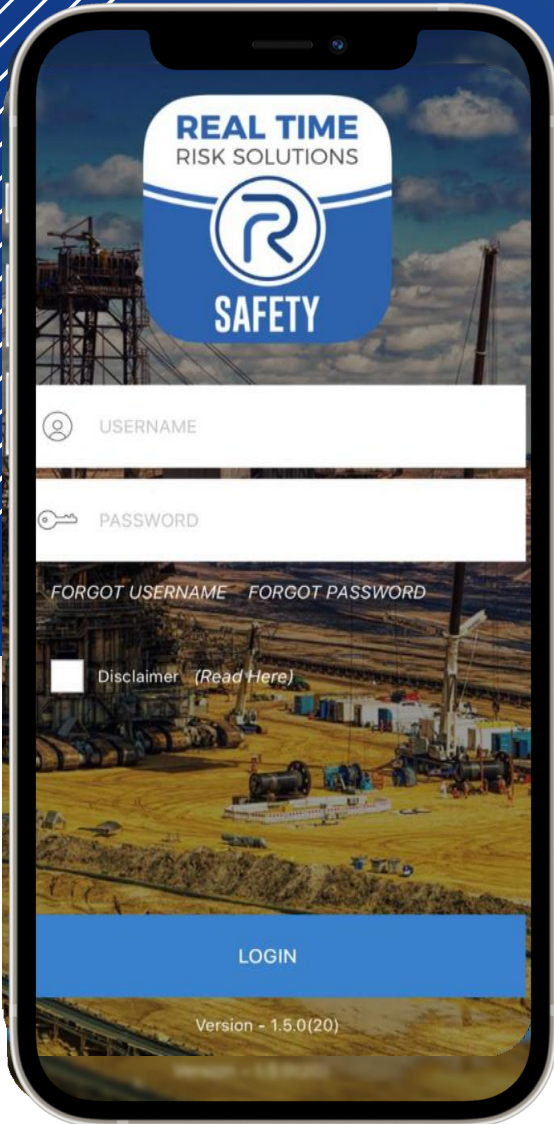 REAL TIME
RISK SOLUTIONS
R
SAFETY
USERNAME
PASSWORD
FORGOT USERNAME FORGOT PASSWORD
Disclaimer (Read Here)
LOGIN
Version - 1.5.0(20)